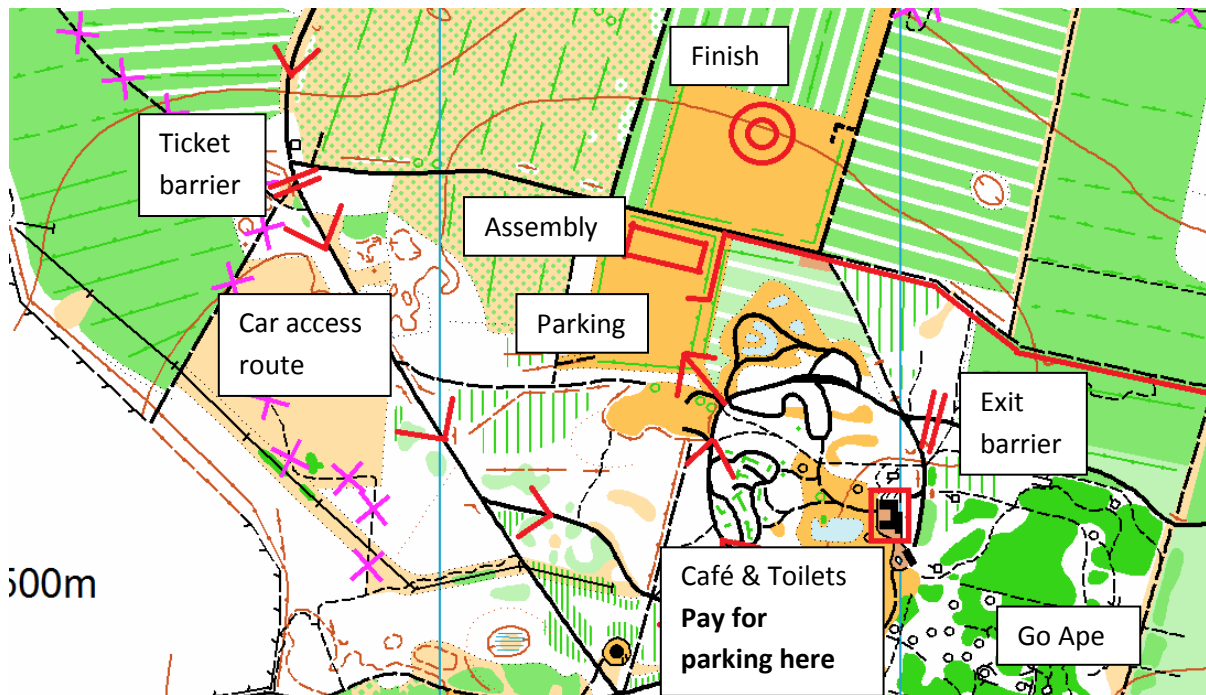 Finish
Ticket
barrier
Assembly
Car access
route
Parking
Exit
barrier
Café & Toilets
Pay for
parking here
500m
Go Ape